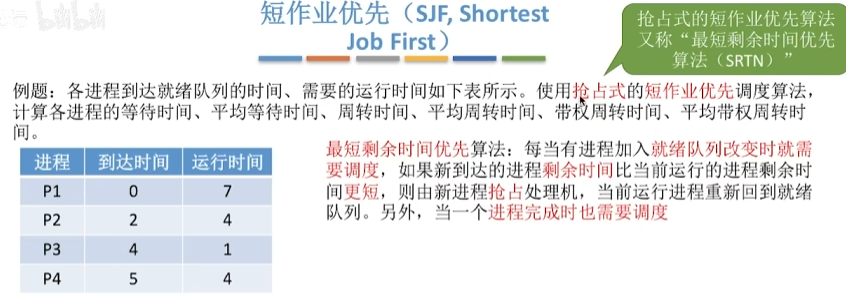 bilibili
短作业优先（SJF, Shortest
Job First）
抢占式的短作业优先算法
又称“最短剩余时间优先
算法（SRTN）”
例题：各进程到达就绪队列的时间、需要的运行时间如下表所示。使用抢占式的短作业优先调度算法，
计算各进程的等待时间、平均等待时间、周转时间、平均周转时间、带权周转时间、平均带权周转时
间。
进程 到达时间 运行时间
P1 0 7
P2 2 4
P3 4 1
P4 5 4
最短剩余时间优先算法：每当有进程加入就绪队列改变时就需
要调度，如果新到达的进程剩余时间比当前运行的进程剩余时
间更短，则由新进程抢占处理机，当前运行进程重新回到就绪
队列。另外，当一个进程完成时也需要调度